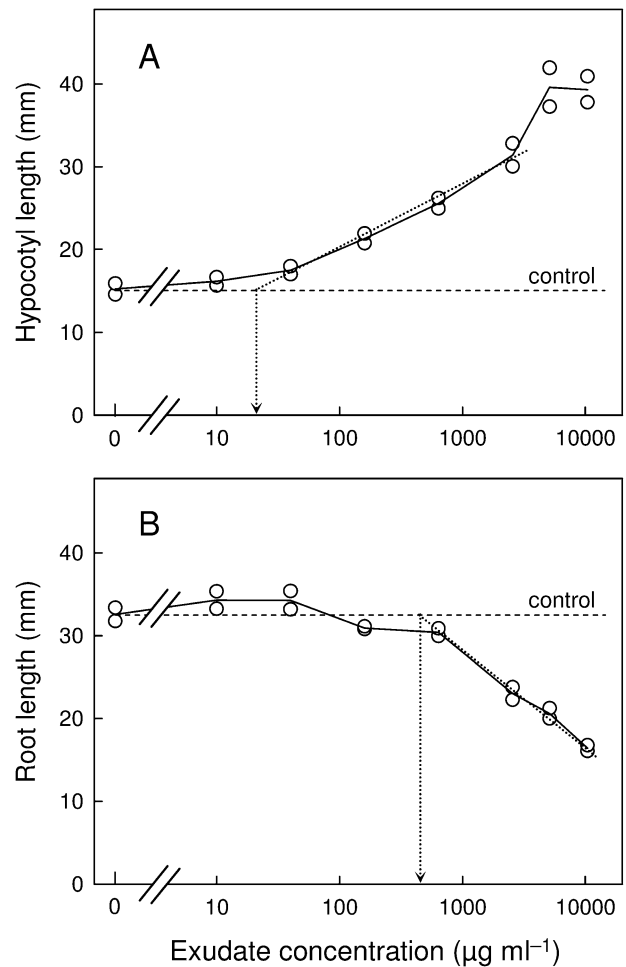 A
Hypocotyl length (mm)
40
30
20
10
0
control
0 10 100 1000 10000
B
Root length (mm)
40
30
20
10
0
control
0 10 100 1000 10000
Exudate concentration (μg ml⁻¹)